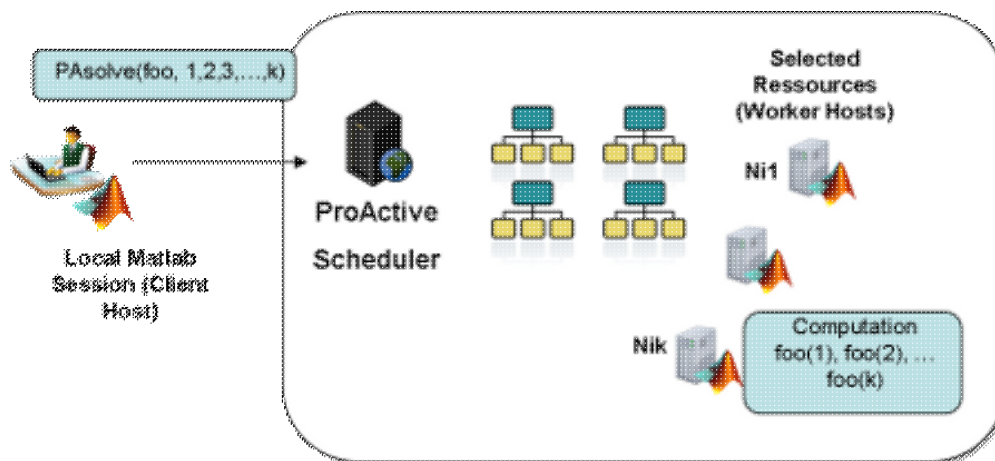 PAsolve(foo, 1,2,3,...,k)
Local Matlab
Session (Client
Host)
ProActive
Scheduler
Selected
Ressources
(Worker Hosts)
Ni1
Nik
Computation
foo(1), foo(2), ...
foo(k)